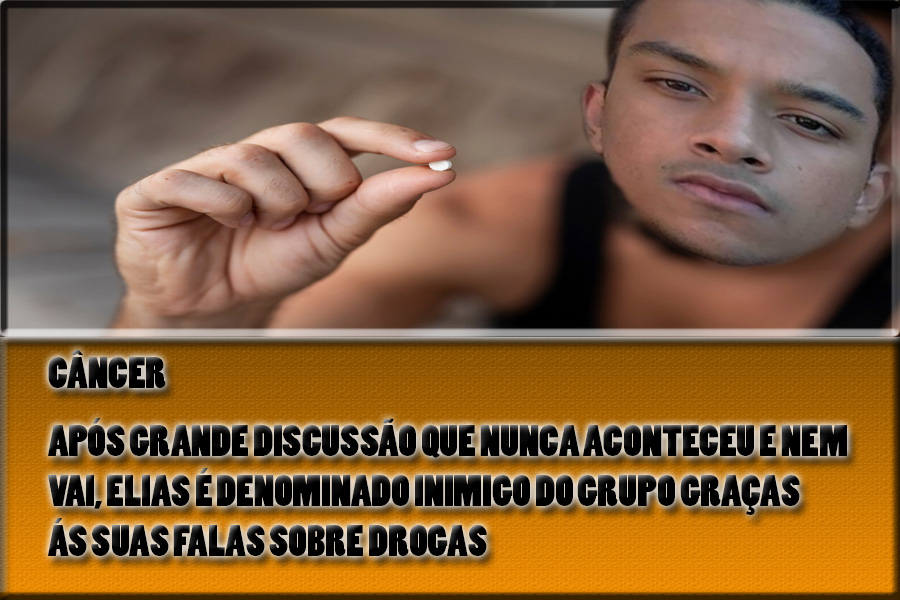 CÂNCER
APÓS GRANDE DISCUSSÃO QUE NUNCA ACONTECEU E NEM
VAI, ELIAS É DENOMINADO INIMIGO DO GRUPO GRAÇAS
ÁS SUAS FALAS SOBRE DROGAS